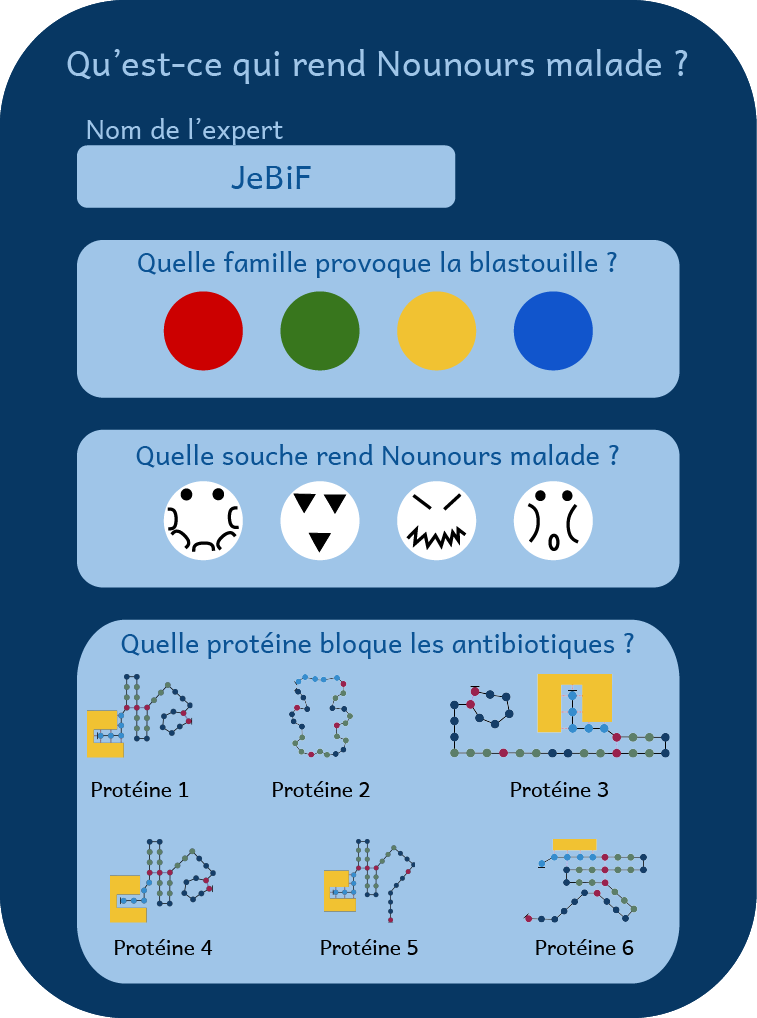 Qu’est-ce qui rend Nounours malade ?
Nom de l’expert
JeBiF
Quelle famille provoque la blastouille ?
Quelle souche rend Nounours malade ?
Quelle protéine bloque les antibiotiques ?
Protéine 1
Protéine 2
Protéine 3
Protéine 4
Protéine 5
Protéine 6